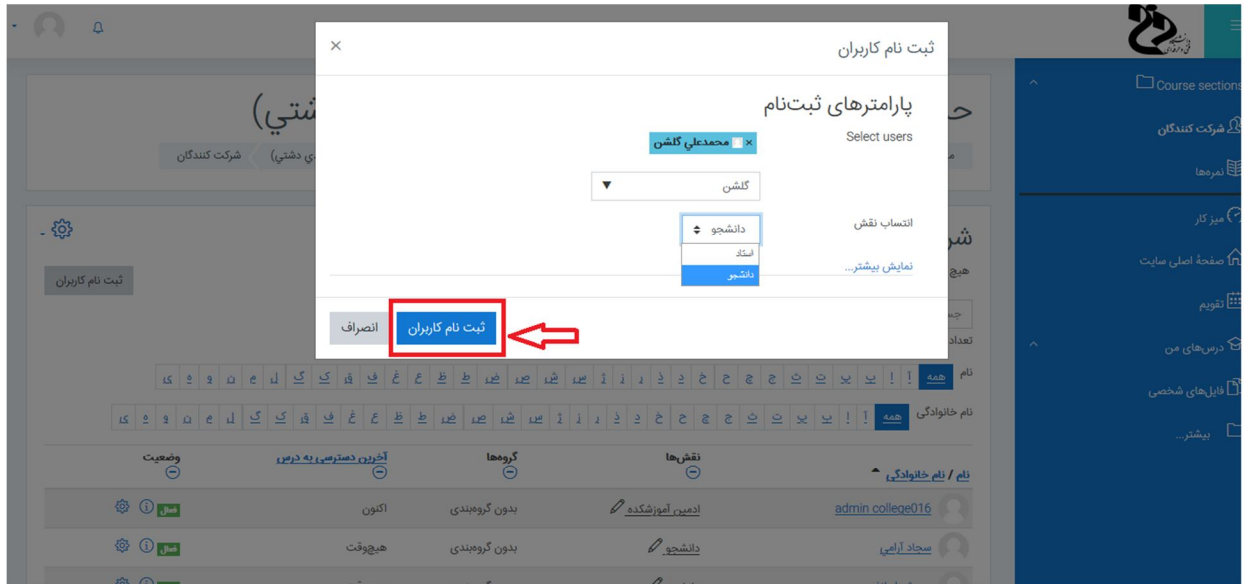 ثبت نام کاربران ×
پارامترهای ثبت‌نام
Select users
× محمدعلي گلشن
گلشن ▼
انتساب نقش
دانشجو
استاد
دانشجو
نمایش بیشتر...
ثبت نام کاربران
انصراف
Course sections
شرکت کنندگان
نمره‌ها
میز کار
صفحهٔ اصلی سایت
تقویم
درس‌های من
فایل‌های شخصی
بیشتر...
شتي)
ي دشتي) شرکت کنندگان
هیچ
ثبت نام کاربران
تعداد
نام همه آ ا ب پ ت ث ج چ ح خ د ذ ر ز ژ س ش ص ض ط ظ ع غ ف ق ک گ ل م ن و ه ی
نام خانوادگی همه آ ا ب پ ت ث ج چ ح خ د ذ ر ز ژ س ش ص ض ط ظ ع غ ف ق ک گ ل م ن و ه ی
نام / نام خانوادگی نقش‌ها گروه‌ها آخرین دسترسی به درس وضعیت
admin college016 ادمین آموزشکده بدون گروه‌بندی اکنون فعال
سجاد آرامي دانشجو بدون گروه‌بندی هیچ‌وقت فعال